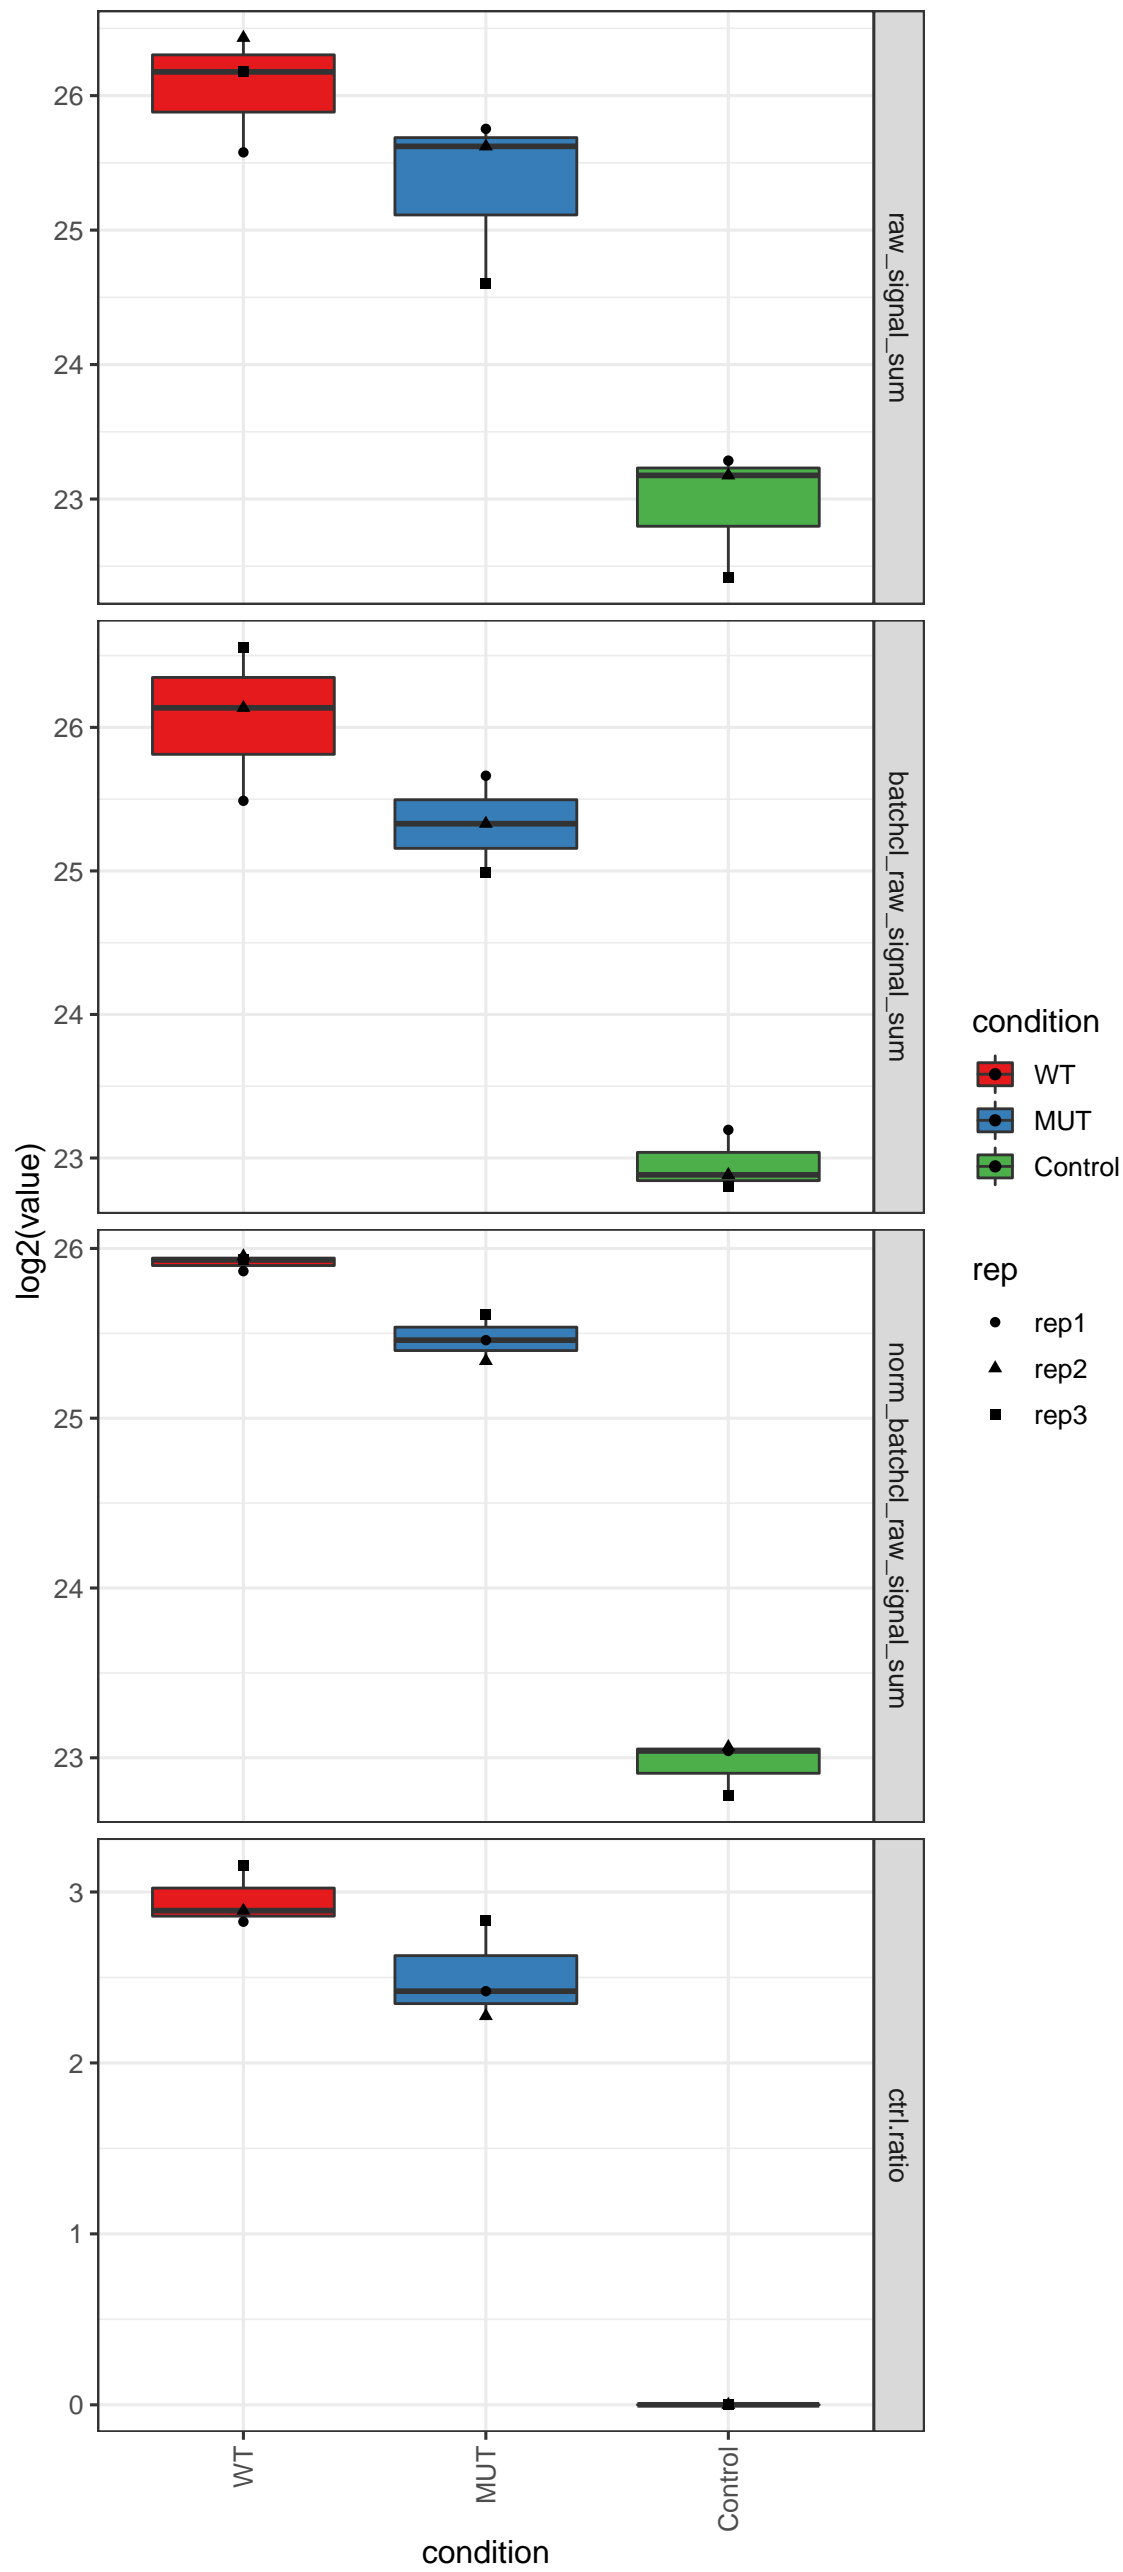 26
25
24
23
raw_signal_sum
26
25
24
23
batchcl_raw_signal_sum
26
25
24
23
norm_batchcl_raw_signal_sum
3
2
1
0
ctrl.ratio
log2(value)
WT
MUT
Control
condition
condition
WT
MUT
Control
rep
rep1
rep2
rep3